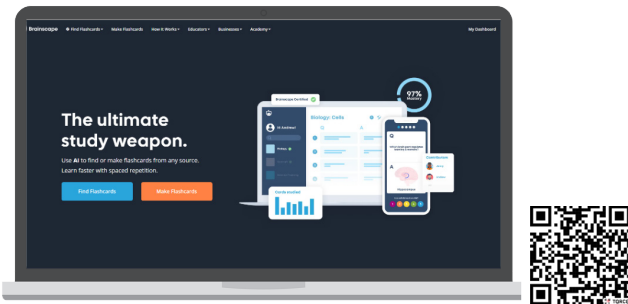 Brainscape
Find Flashcards
Make Flashcards
How It Works
Educators
Businesses
Academy
My Dashboard
The ultimate
study weapon.
Use AI to find or make flashcards from any source.
Learn faster with spaced repetition.
Find Flashcards
Make Flashcards
97%
Mastery
Brainscape Certified
Biology: Cells
Q
A
Cards studied
Q
A
Contributors